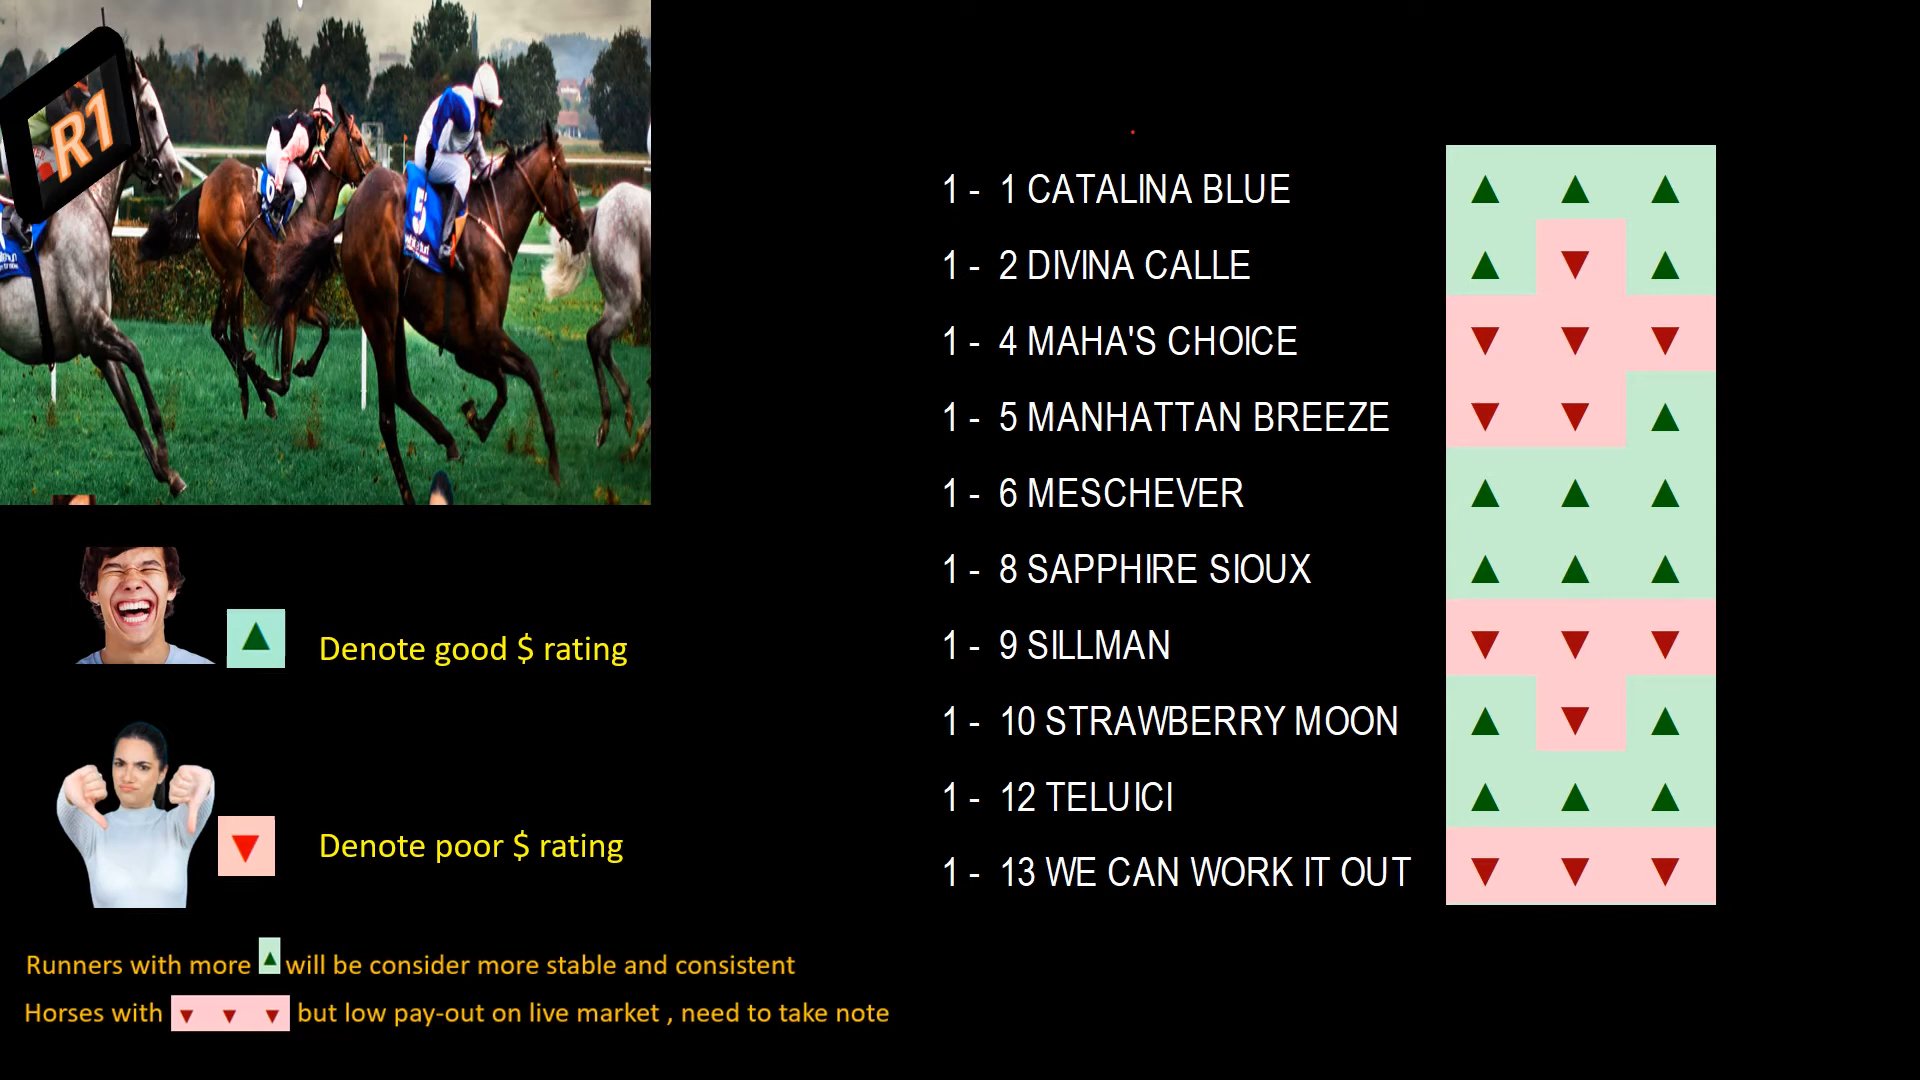 R1
5
1 - 1 CATALINA BLUE ▲ ▲ ▲
1 - 2 DIVINA CALLE ▲ ▼ ▲
1 - 4 MAHA'S CHOICE ▼ ▼ ▼
1 - 5 MANHATTAN BREEZE ▼ ▼ ▲
1 - 6 MESCHEVER ▲ ▲ ▲
1 - 8 SAPPHIRE SIOUX ▲ ▲ ▲
1 - 9 SILLMAN ▼ ▼ ▼
1 - 10 STRAWBERRY MOON ▲ ▼ ▲
1 - 12 TELUICI ▲ ▲ ▲
1 - 13 WE CAN WORK IT OUT ▼ ▼ ▼
▲ Denote good $ rating
▼ Denote poor $ rating
Runners with more ▲ will be consider more stable and consistent
Horses with ▼ ▼ ▼ but low pay-out on live market , need to take note